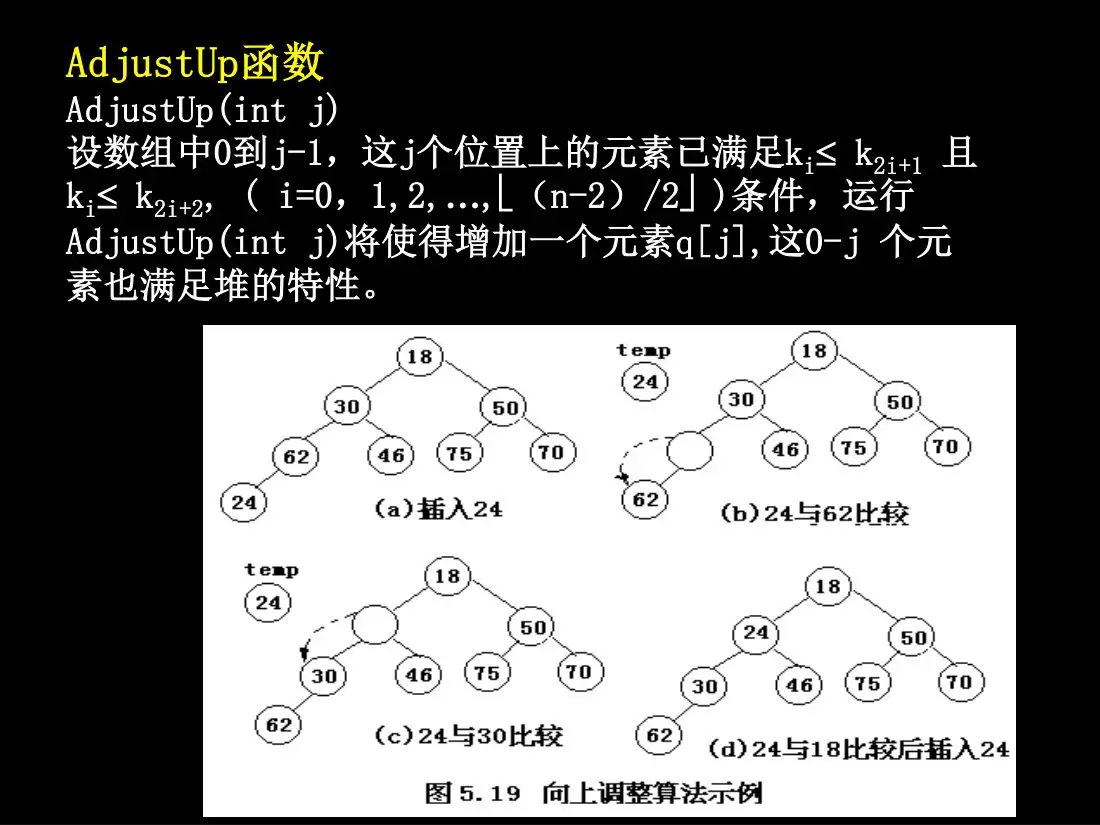 AdjustUp函数
AdjustUp(int j)
设数组中0到j-1，这j个位置上的元素已满足ki≤ k2i+1 且
ki≤ k2i+2, ( i=0，1,2,…,⌊（n-2）/2⌋)条件，运行
AdjustUp(int j)将使得增加一个元素q[j],这0-j 个元
素也满足堆的特性。
18
30 50
62 46 75 70
24
(a)插入24
temp
24
18
30 50
46 75 70
62
(b)24与62比较
temp
24
18
50
30 46 75 70
62
(c)24与30比较
18
24 50
30 46 75 70
62
(d)24与18比较后插入24
图 5.19 向上调整算法示例